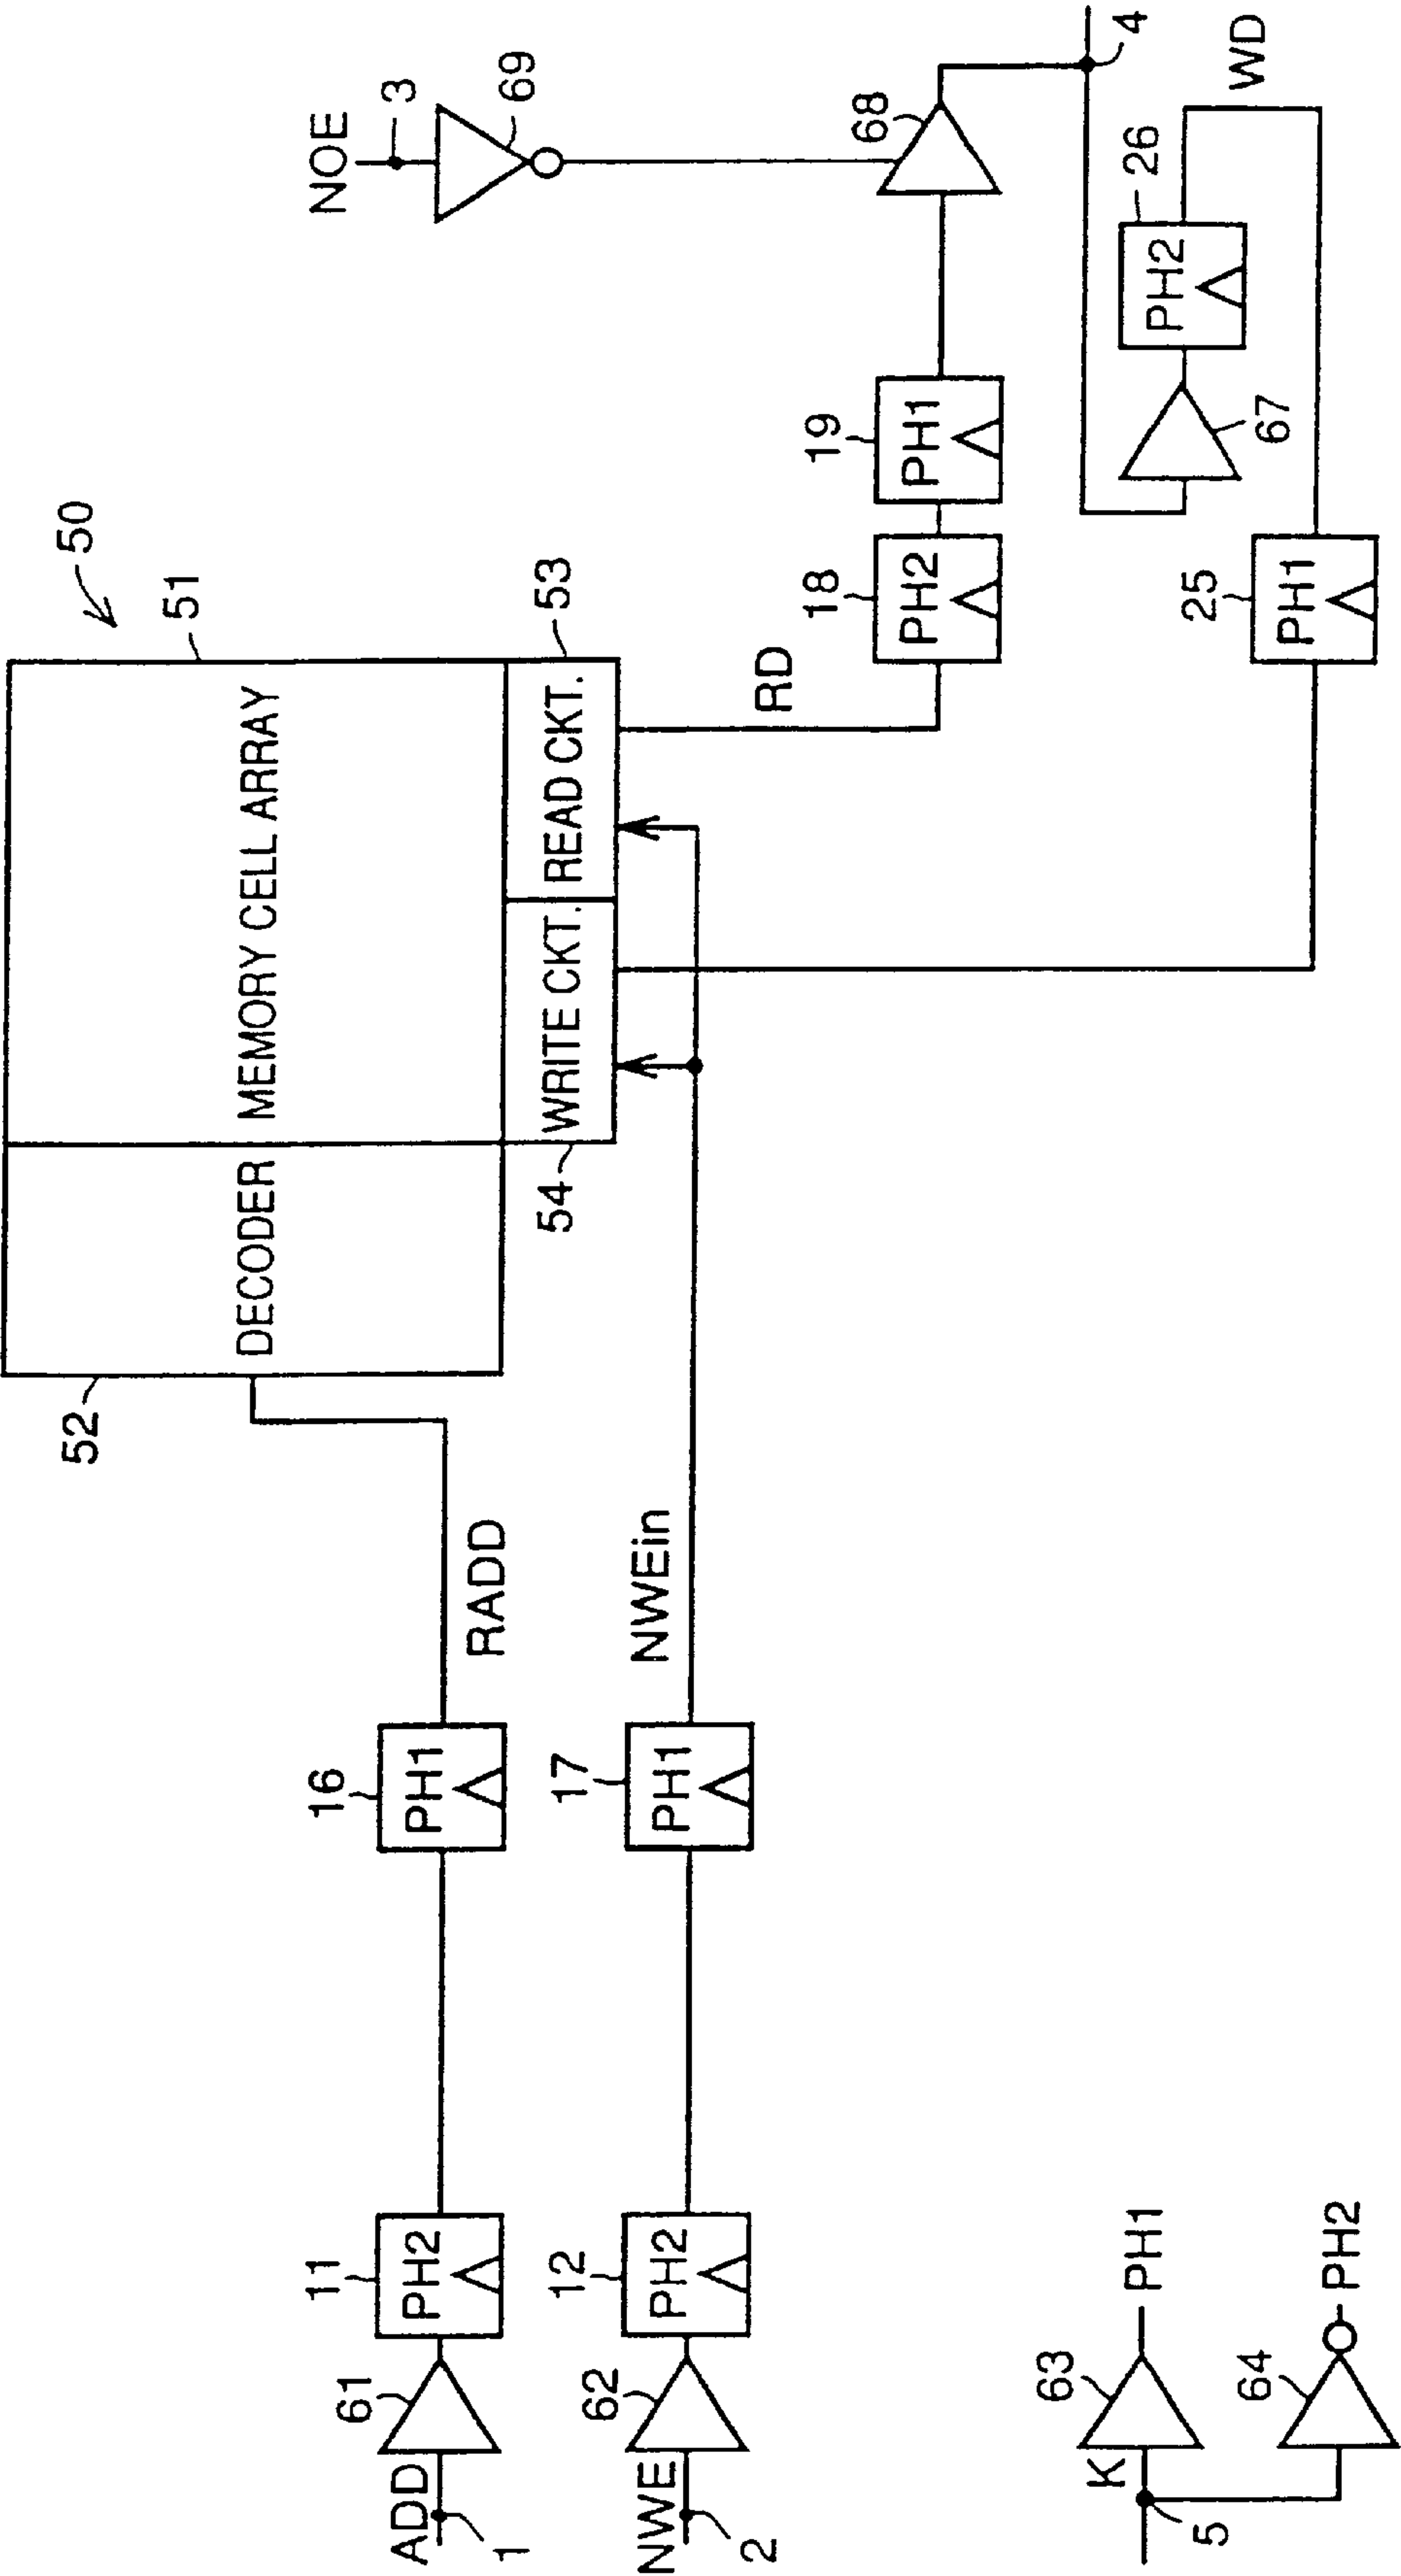 50
51
MEMORY CELL ARRAY
52
DECODER
53
READ CKT.
54
WRITE CKT.
NOE
3
69
ADD
1
61
11
PH2
16
PH1
RADD
NWE
2
62
12
PH2
17
PH1
NWEin
RD
18
PH2
19
PH1
68
4
67
26
PH2
WD
25
PH1
K
5
63
PH1
64
PH2